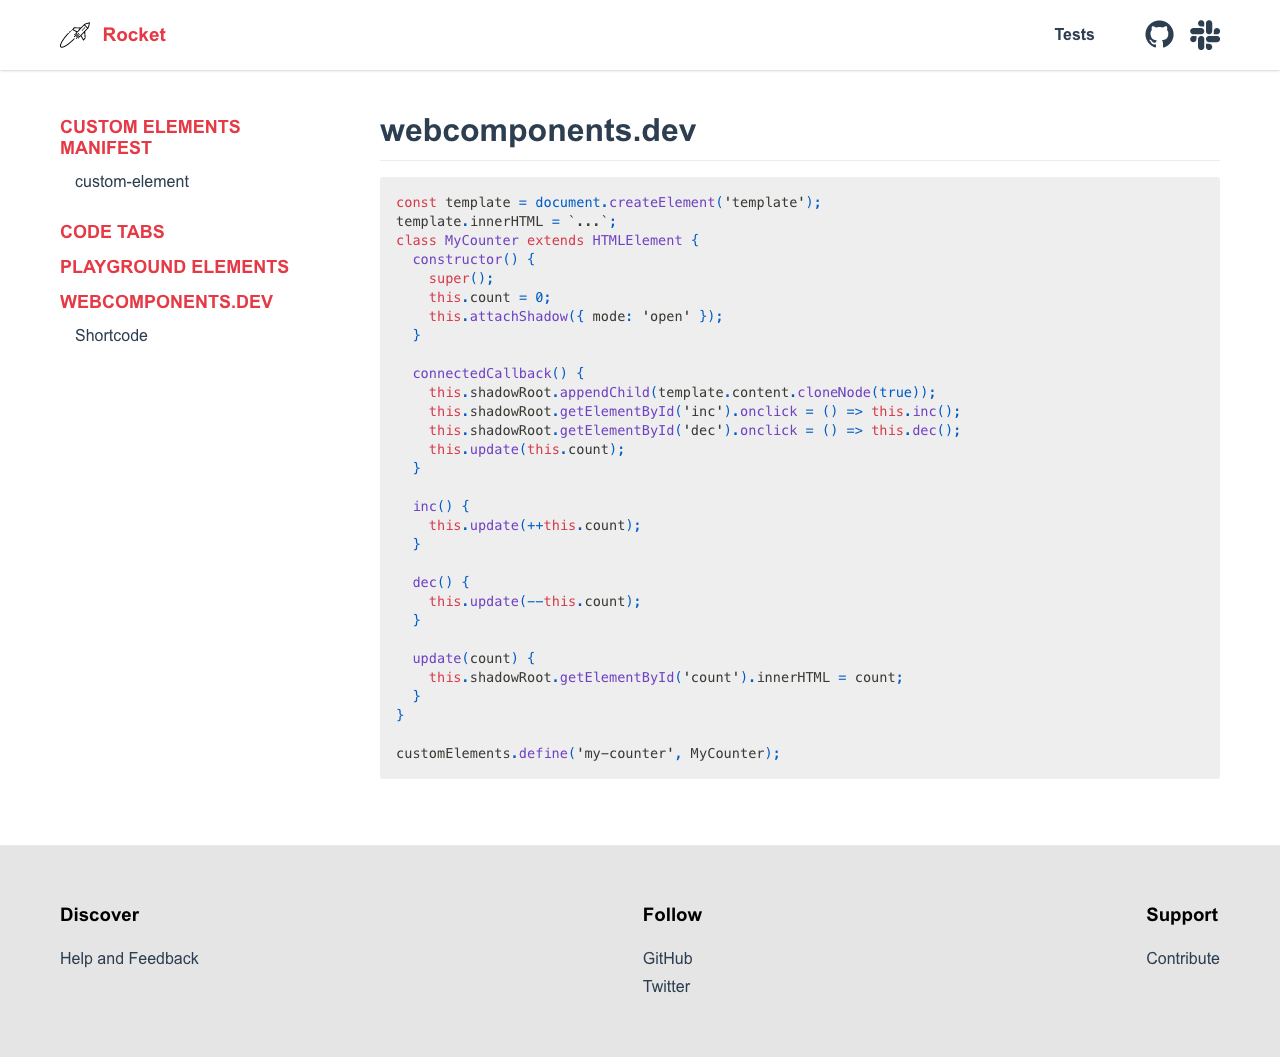 Rocket
Tests
CUSTOM ELEMENTS
MANIFEST
custom-element
CODE TABS
PLAYGROUND ELEMENTS
WEBCOMPONENTS.DEV
Shortcode
webcomponents.dev
const template = document.createElement('template');
template.innerHTML = `...`;
class MyCounter extends HTMLElement {
  constructor() {
    super();
    this.count = 0;
    this.attachShadow({ mode: 'open' });
  }

  connectedCallback() {
    this.shadowRoot.appendChild(template.content.cloneNode(true));
    this.shadowRoot.getElementById('inc').onclick = () => this.inc();
    this.shadowRoot.getElementById('dec').onclick = () => this.dec();
    this.update(this.count);
  }

  inc() {
    this.update(++this.count);
  }

  dec() {
    this.update(--this.count);
  }

  update(count) {
    this.shadowRoot.getElementById('count').innerHTML = count;
  }
}

customElements.define('my-counter', MyCounter);
Discover
Help and Feedback
Follow
GitHub
Twitter
Support
Contribute